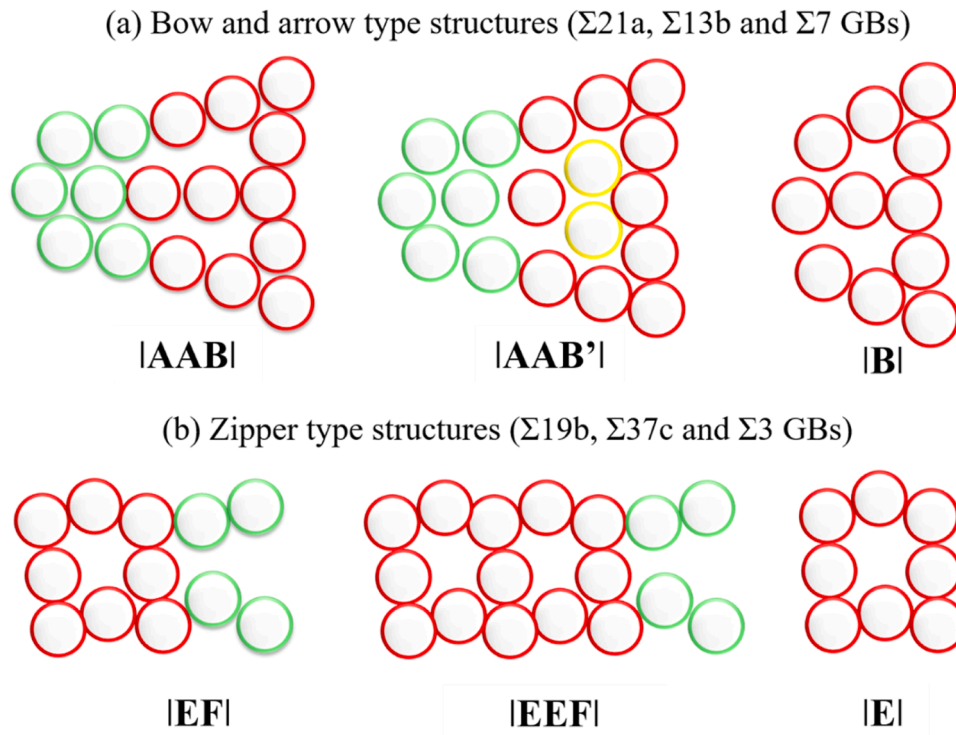 (a) Bow and arrow type structures (Σ21a, Σ13b and Σ7 GBs)
|AAB| |AAB’| |B|
(b) Zipper type structures (Σ19b, Σ37c and Σ3 GBs)
|EF| |EEF| |E|